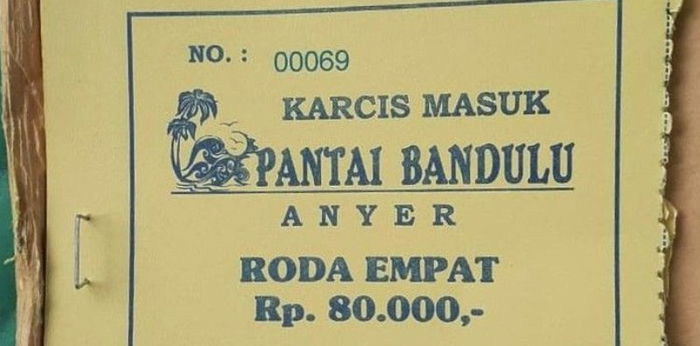 NO. : 00069
KARCIS MASUK
PANTAI BANDULU
ANYER
RODA EMPAT
Rp. 80.000,-